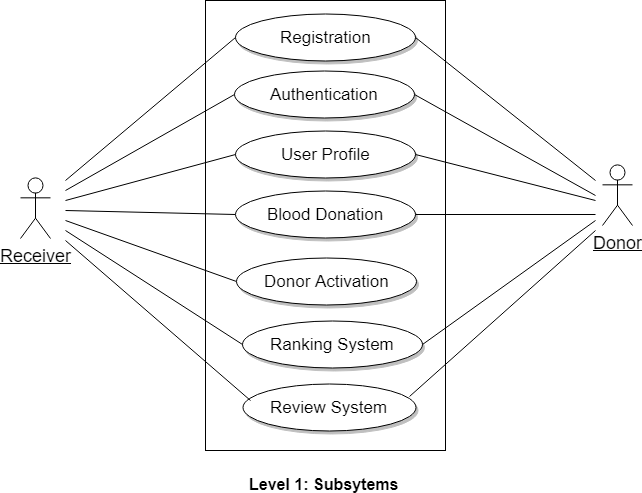 Registration
Authentication
User Profile
Blood Donation
Donor Activation
Ranking System
Review System
Receiver
Donor
Level 1: Subsytems